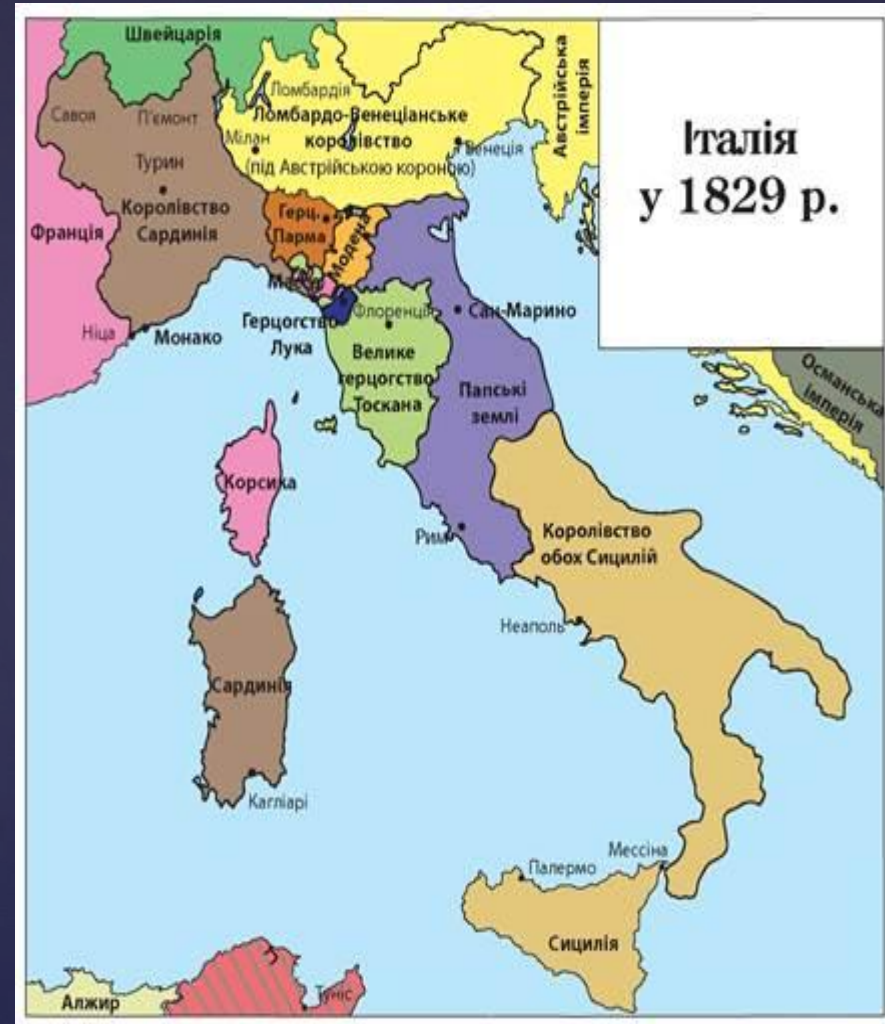 Італія
у 1829 р.
Швейцарія
Австрійська
імперія
Ломбардія
Савоя
П'ємонт
Ломбардо-Венеціанське
королівство
Мілан
Венеція
(під Австрійською короною)
Турин
Королівство
Сардинія
Герц.
Парма
Модена
Франція
Флоренція
Сан-Марино
Герцогство
Лука
Ніца
Монако
Велике
герцогство
Тоскана
Папські
землі
Османська
імперія
Корсика
Рим
Королівство
обох Сицилій
Неаполь
Сардинія
Кагліарі
Мессіна
Палермо
Сицилія
Алжир
Туніс